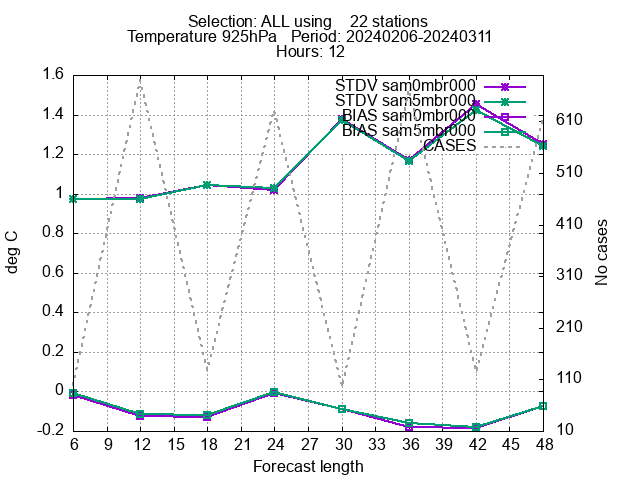 Selection: ALL using    22 stations
Temperature 925hPa   Period: 20240206-20240311
Hours: 12
STDV sam0mbr000
STDV sam5mbr000
BIAS sam0mbr000
BIAS sam5mbr000
CASES
1.6
1.4
1.2
1
0.8
0.6
0.4
0.2
0
-0.2
deg C
610
510
410
310
210
110
10
No cases
6 9 12 15 18 21 24 27 30 33 36 39 42 45 48
Forecast length